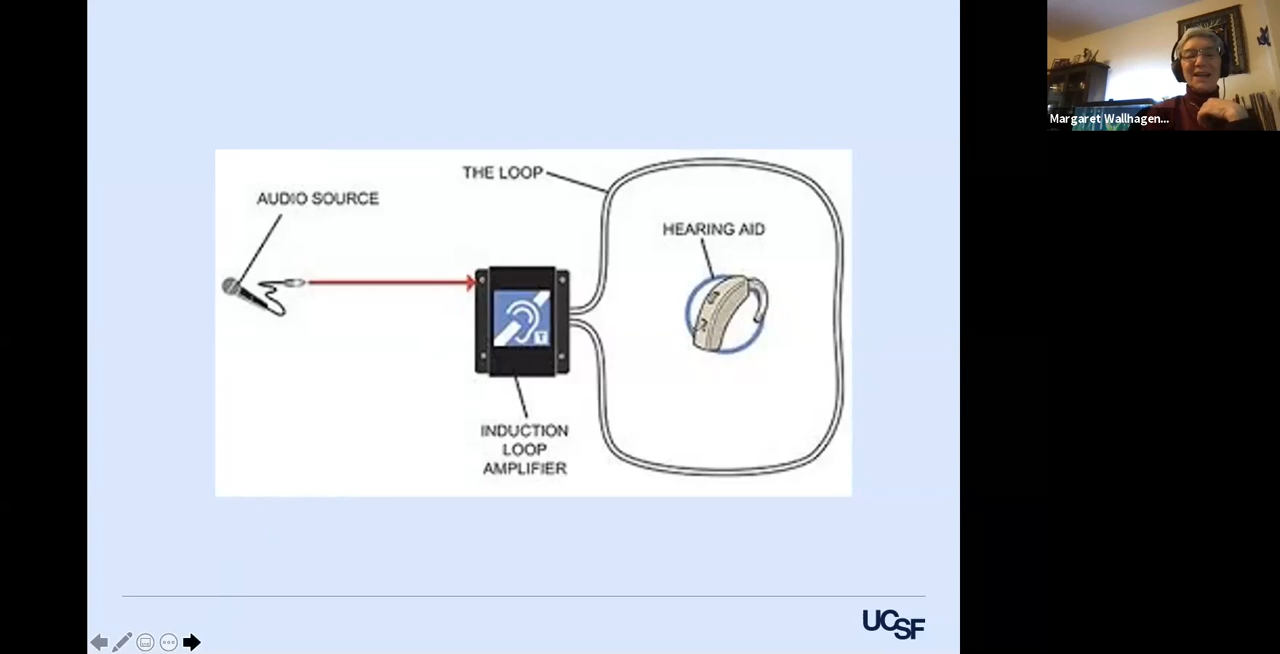 THE LOOP
AUDIO SOURCE
HEARING AID
INDUCTION
LOOP
AMPLIFIER
T
UCSF
Margaret Wallhagen...